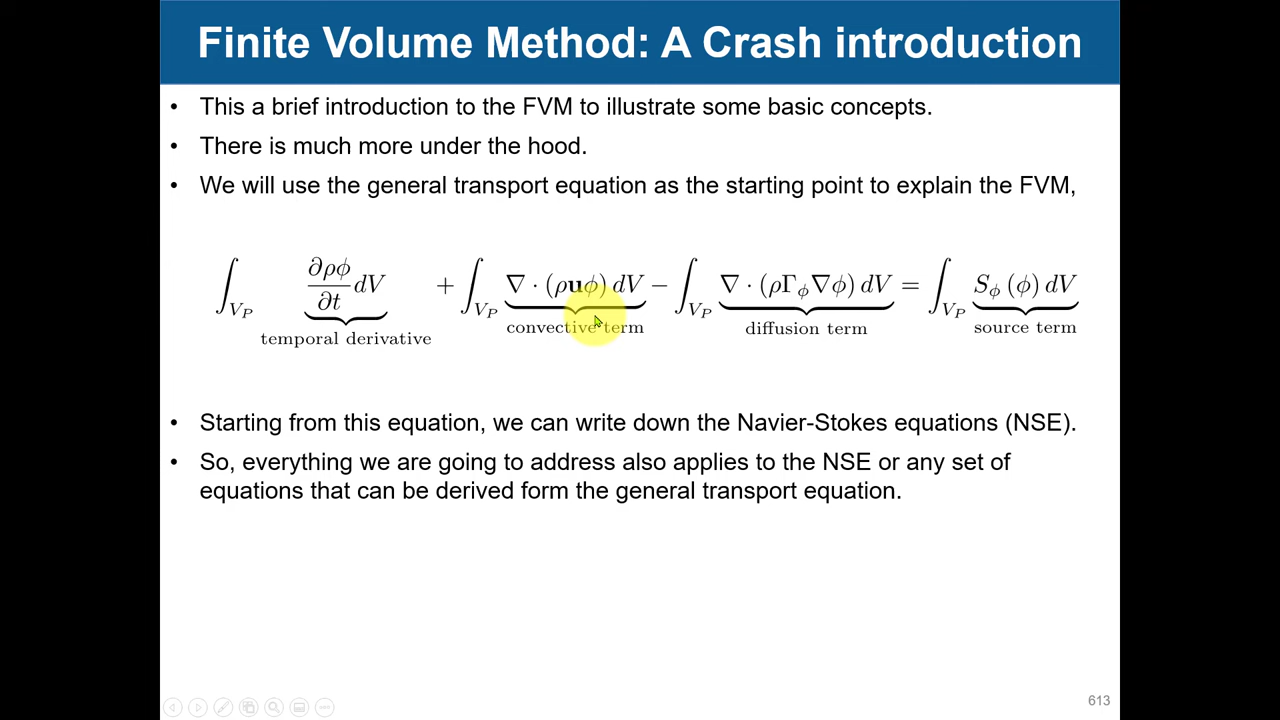 Finite Volume Method: A Crash introduction
• This a brief introduction to the FVM to illustrate some basic concepts.
• There is much more under the hood.
• We will use the general transport equation as the starting point to explain the FVM,
∫_{V_P} ∂ρϕ/∂t dV + ∫_{V_P} ∇ · (ρ𝐮ϕ) dV − ∫_{V_P} ∇ · (ρΓ_ϕ∇ϕ) dV = ∫_{V_P} S_ϕ (ϕ) dV
temporal derivative convective term diffusion term source term
• Starting from this equation, we can write down the Navier-Stokes equations (NSE).
• So, everything we are going to address also applies to the NSE or any set of
equations that can be derived form the general transport equation.
613